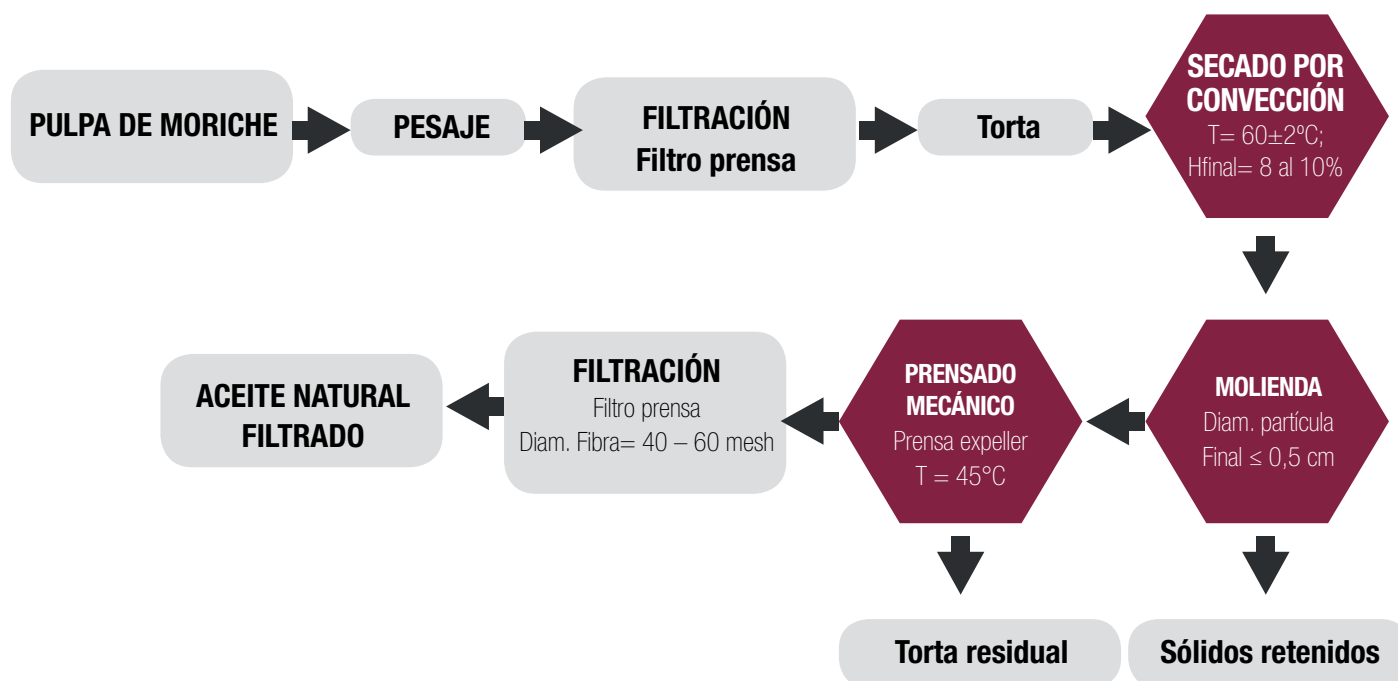 PULPA DE MORICHE
PESAJE
FILTRACIÓN
Filtro prensa
Torta
SECADO POR
CONVECCIÓN
T= 60±2ºC;
Hfinal= 8 al 10%
ACEITE NATURAL
FILTRADO
FILTRACIÓN
Filtro prensa
Diam. Fibra= 40 – 60 mesh
PRENSADO
MECÁNICO
Prensa expeller
T = 45°C
MOLIENDA
Diam. partícula
Final ≤ 0,5 cm
Torta residual
Sólidos retenidos